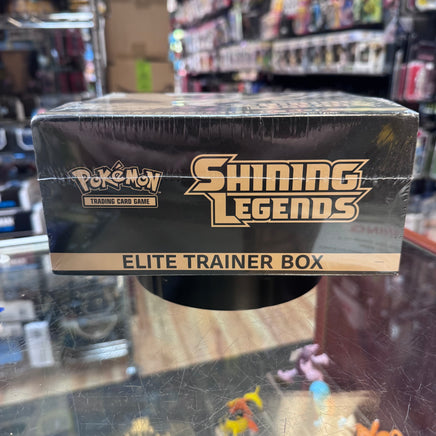 Pokémon
TRADING CARD GAME
SHINING
LEGENDS
ELITE TRAINER BOX